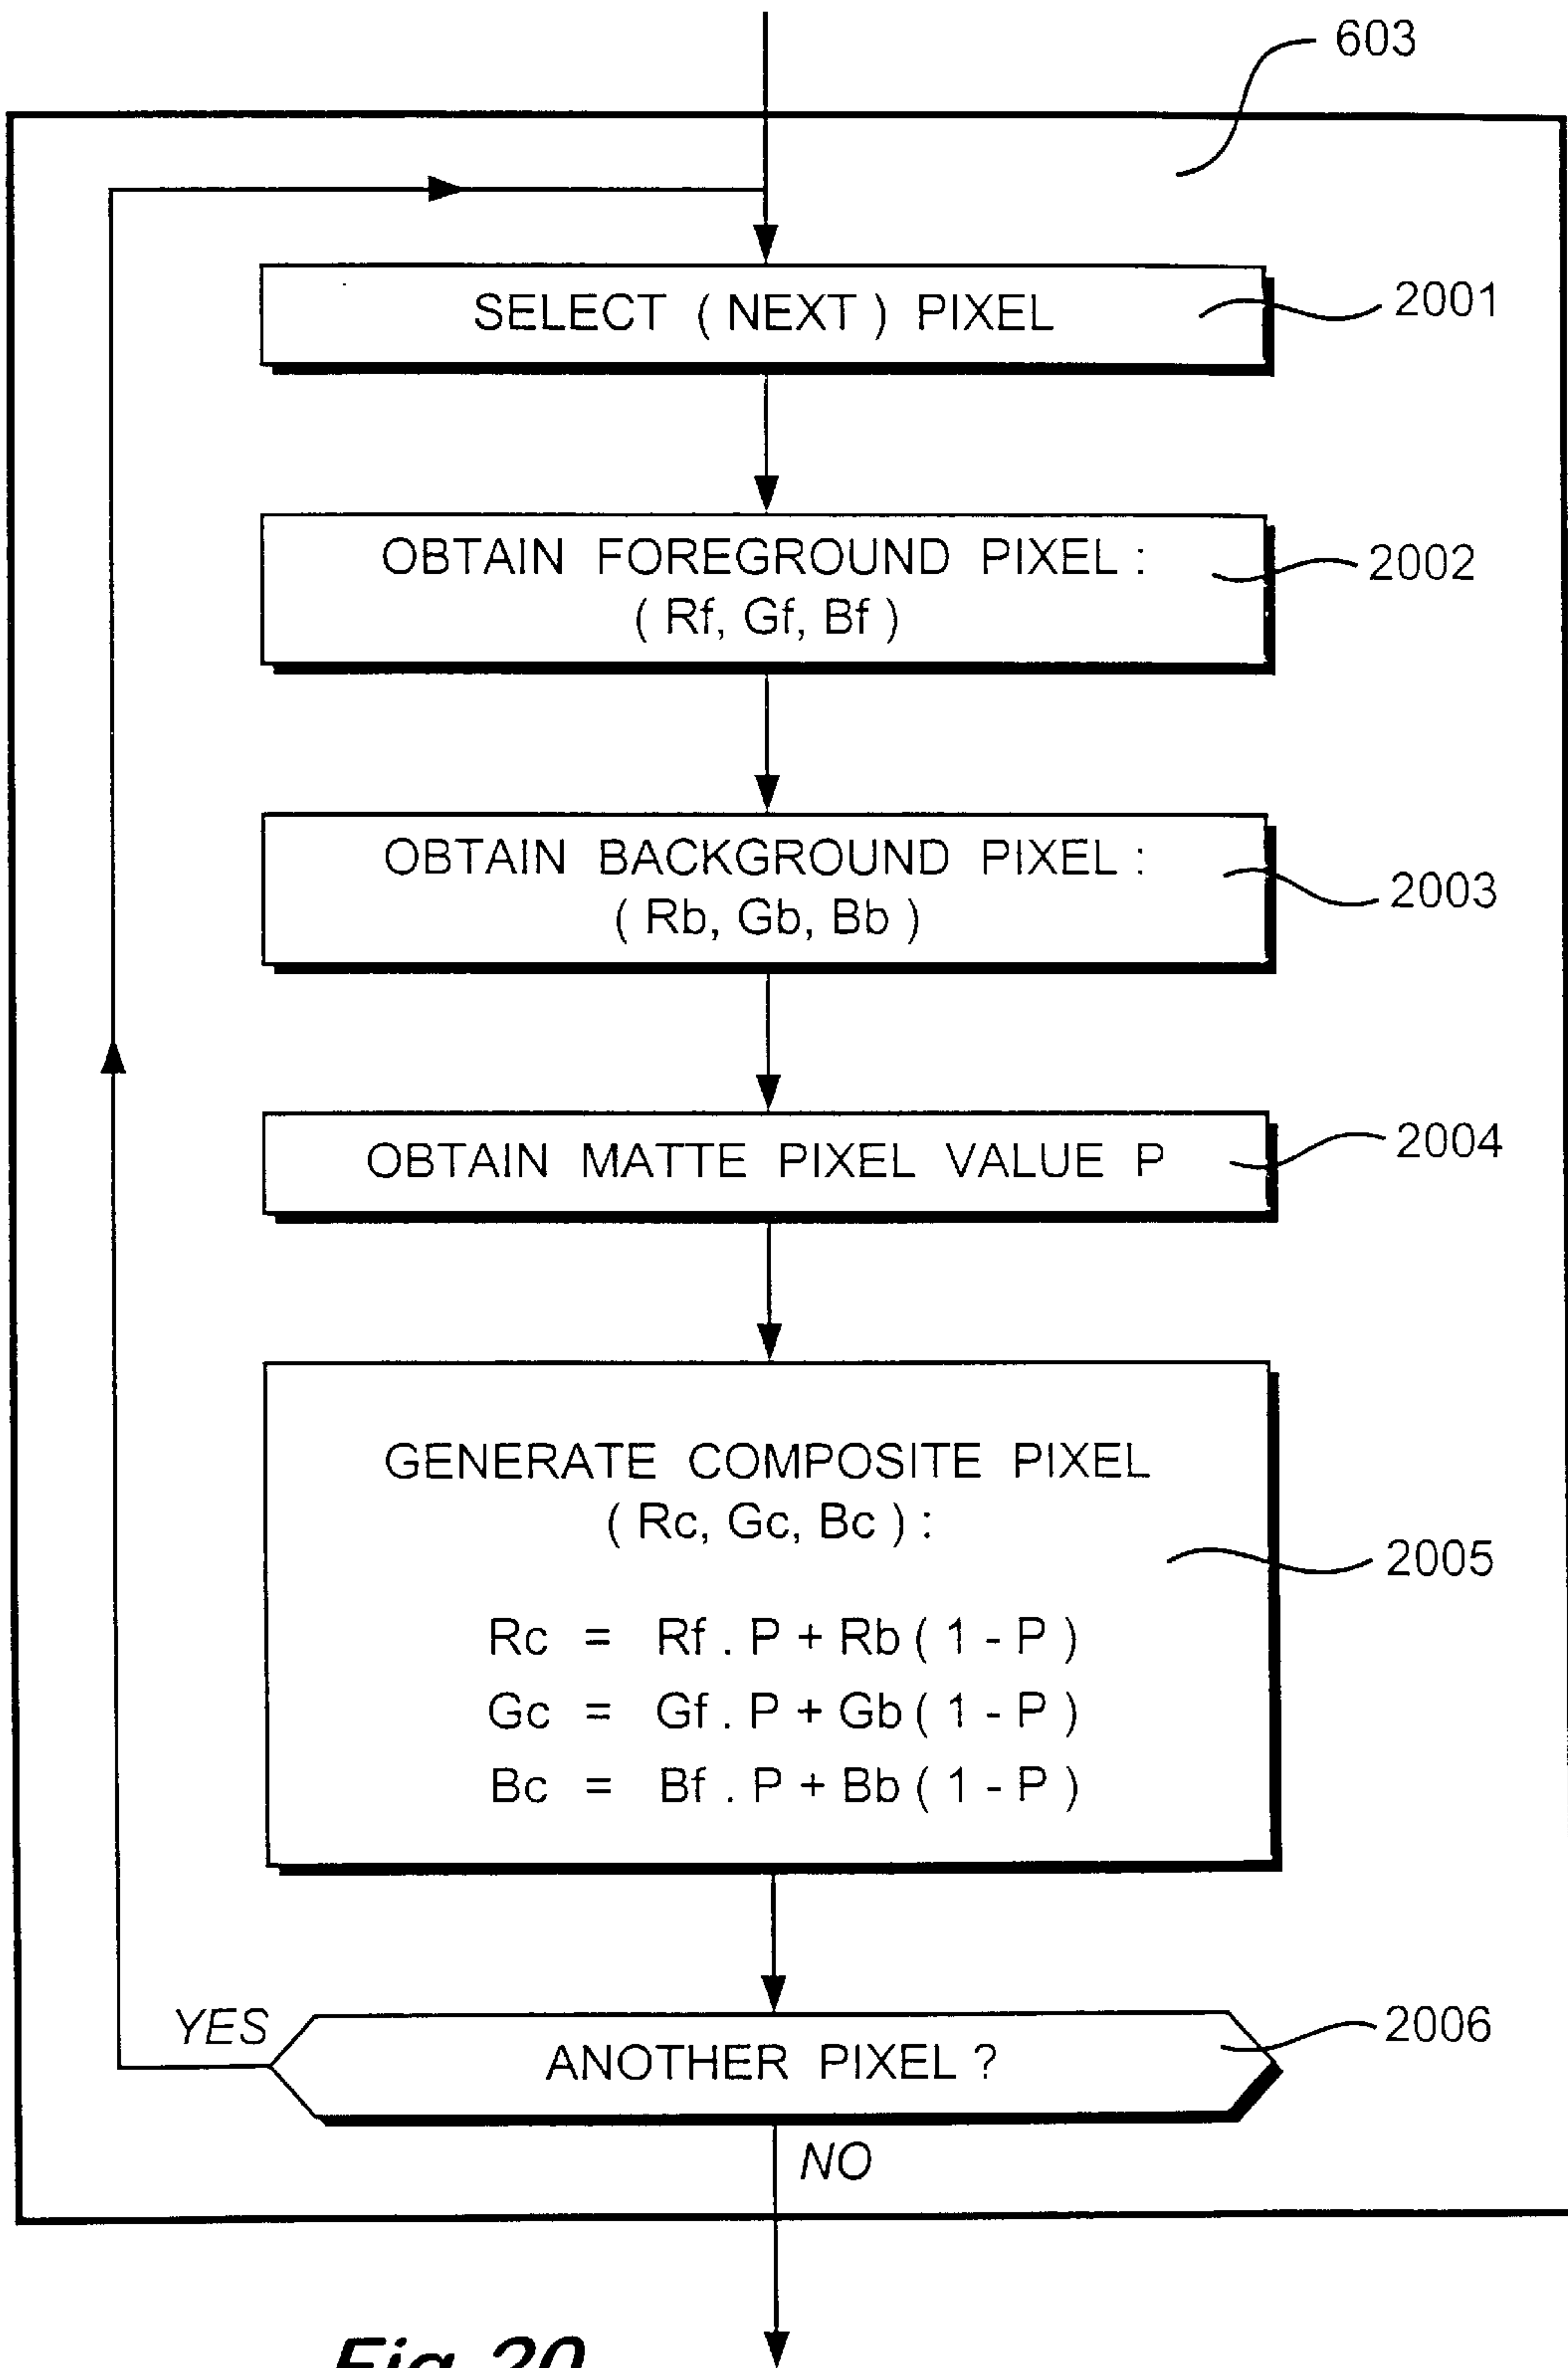 603
SELECT ( NEXT ) PIXEL
2001
OBTAIN FOREGROUND PIXEL :
( Rf, Gf, Bf )
2002
OBTAIN BACKGROUND PIXEL :
( Rb, Gb, Bb )
2003
OBTAIN MATTE PIXEL VALUE P
2004
GENERATE COMPOSITE PIXEL
( Rc, Gc, Bc ) :
2005
Rc = Rf . P + Rb ( 1 - P )
Gc = Gf . P + Gb ( 1 - P )
Bc = Bf . P + Bb ( 1 - P )
YES
ANOTHER PIXEL ?
2006
NO
Fig 20